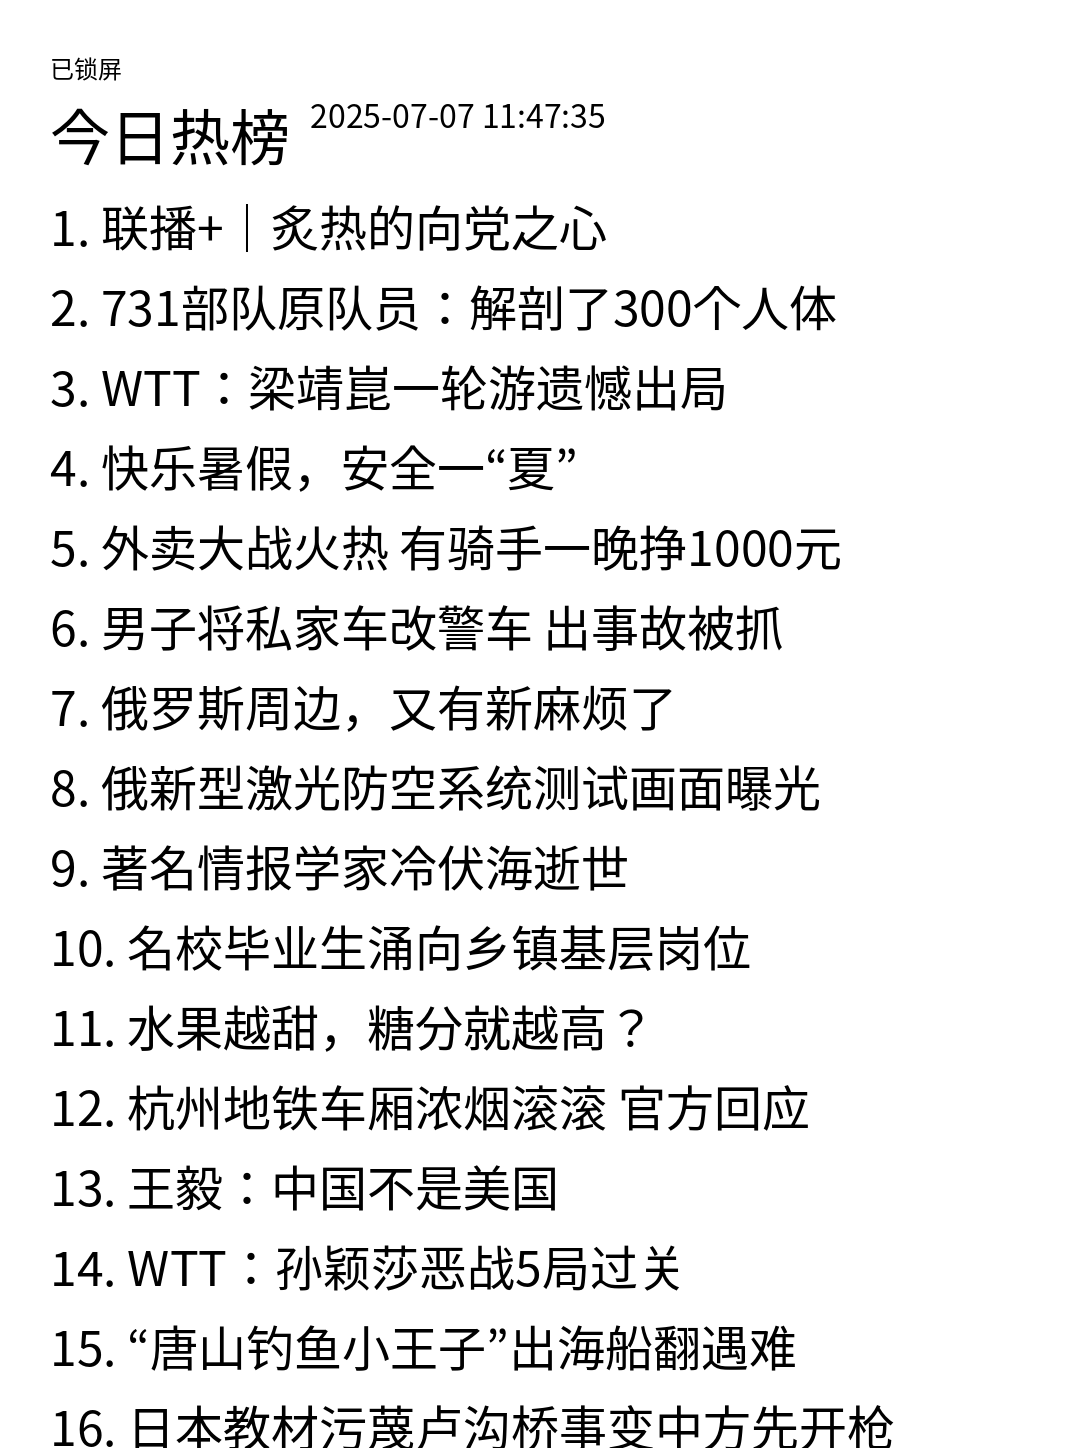 已锁屏
今日热榜 2025-07-07 11:47:35
1. 联播+｜炙热的向党之心
2. 731部队原队员：解剖了300个人体
3. WTT：梁靖崑一轮游遗憾出局
4. 快乐暑假，安全一“夏”
5. 外卖大战火热 有骑手一晚挣1000元
6. 男子将私家车改警车 出事故被抓
7. 俄罗斯周边，又有新麻烦了
8. 俄新型激光防空系统测试画面曝光
9. 著名情报学家冷伏海逝世
10. 名校毕业生涌向乡镇基层岗位
11. 水果越甜，糖分就越高？
12. 杭州地铁车厢浓烟滚滚 官方回应
13. 王毅：中国不是美国
14. WTT：孙颖莎恶战5局过关
15. “唐山钓鱼小王子”出海船翻遇难
16. 日本教材污蔑卢沟桥事变中方先开枪